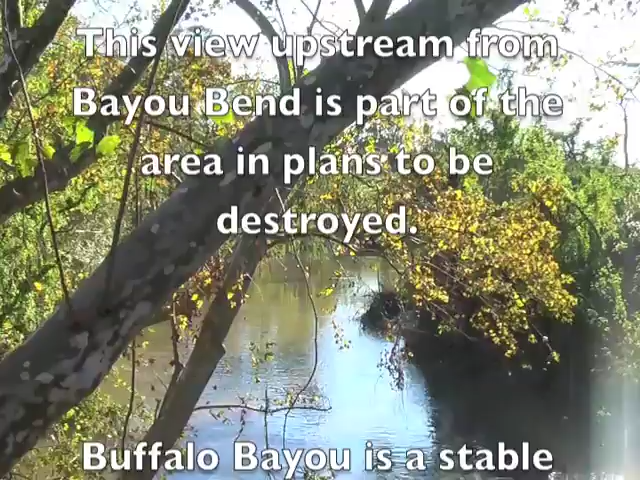 This view upstream from
Bayou Bend is part of the
area in plans to be
destroyed.
Buffalo Bayou is a stable